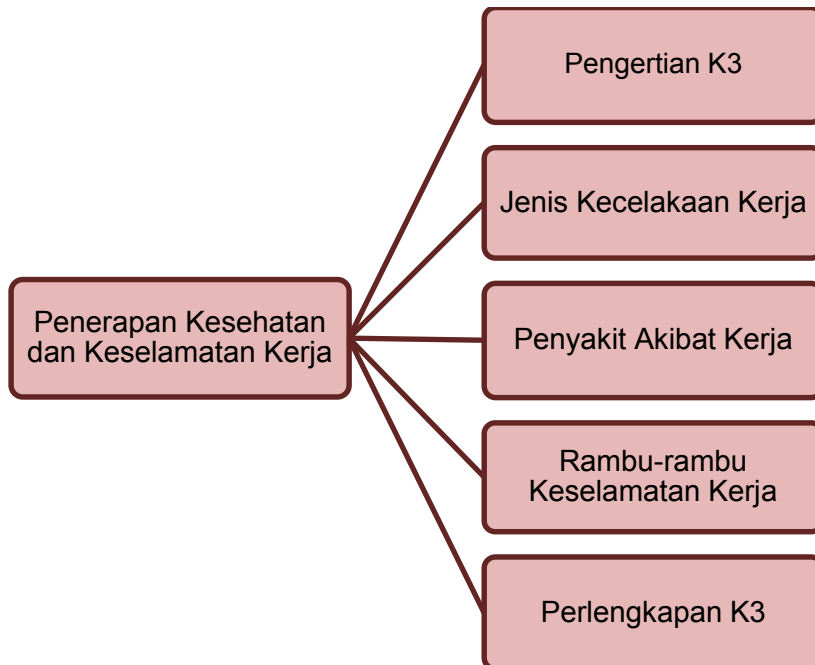 Pengertian K3
Jenis Kecelakaan Kerja
Penerapan Kesehatan
dan Keselamatan Kerja
Penyakit Akibat Kerja
Rambu-rambu
Keselamatan Kerja
Perlengkapan K3